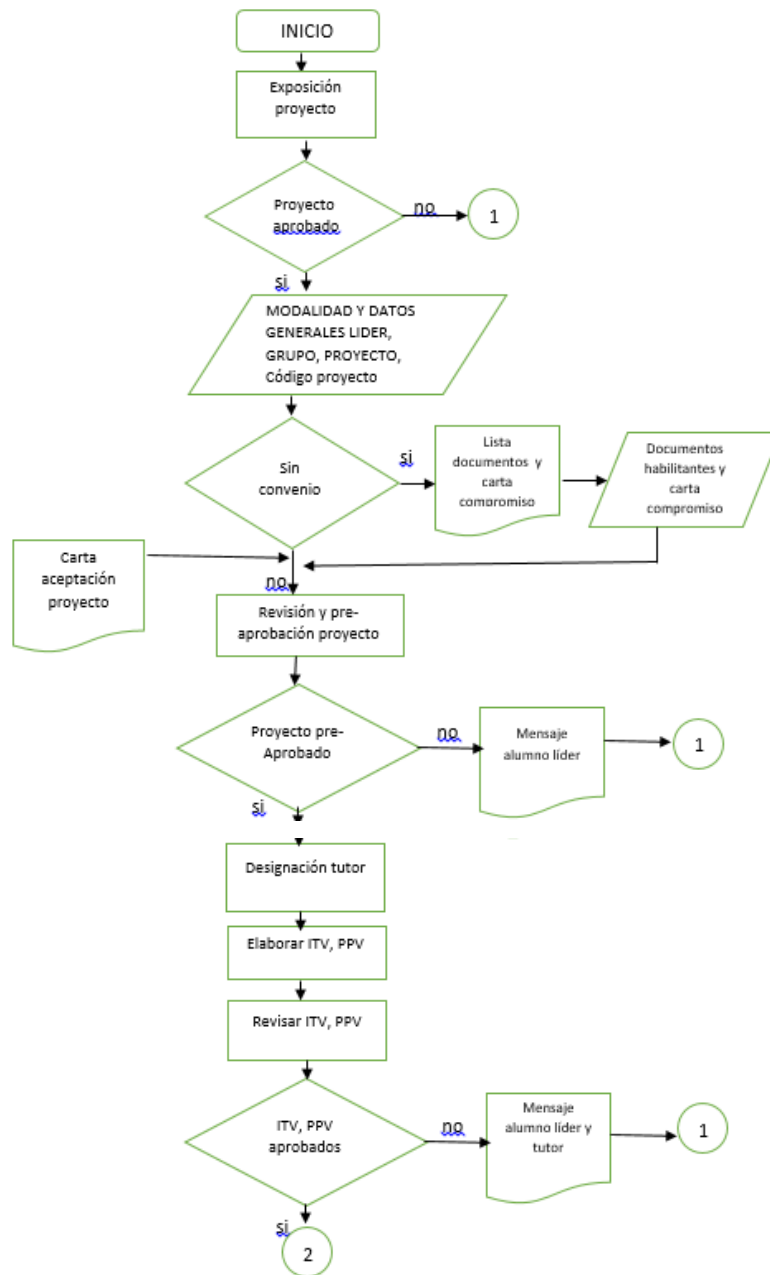 INICIO
Exposición
proyecto
Proyecto
aprobado
no
1
si
MODALIDAD Y DATOS
GENERALES LIDER,
GRUPO, PROYECTO,
Código proyecto
Sin
convenio
si
Lista
documentos y
carta
compromiso
Documentos
habilitantes y
carta
compromiso
Carta
aceptación
proyecto
no
Revisión y pre-
aprobación proyecto
Proyecto pre-
Aprobado
no
Mensaje
alumno líder
1
si
Designación tutor
Elaborar ITV, PPV
Revisar ITV, PPV
ITV, PPV
aprobados
no
Mensaje
alumno líder y
tutor
1
si
2